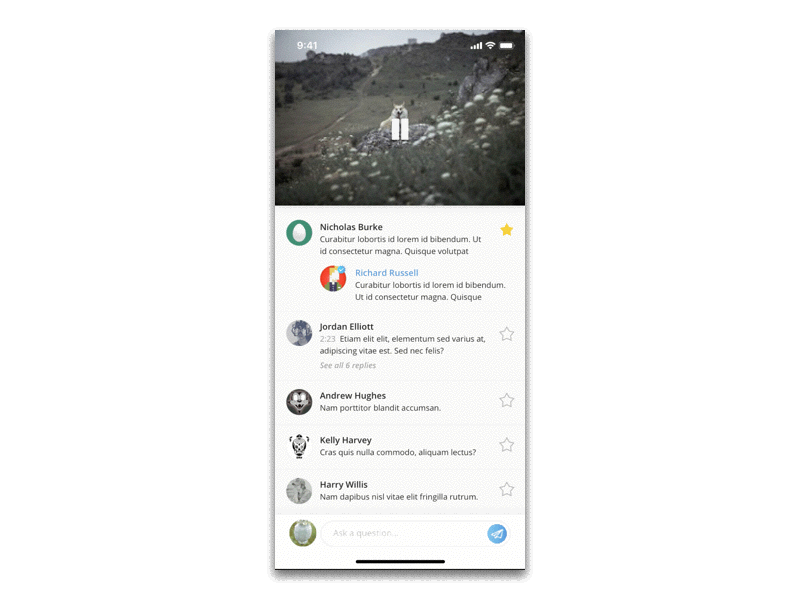 9:41
Nicholas Burke
Curabitur lobortis id lorem id bibendum. Ut
id consectetur magna. Quisque volutpat
Richard Russell
Curabitur lobortis id lorem id bibendum.
Ut id consectetur magna. Quisque
Jordan Elliott
2:23 Etiam elit elit, elementum sed varius at,
adipiscing vitae est. Sed nec felis?
See all 6 replies
Andrew Hughes
Nam porttitor blandit accumsan.
Kelly Harvey
Cras quis nulla commodo, aliquam lectus?
Harry Willis
Nam dapibus nisl vitae elit fringilla rutrum.
Ask a question...